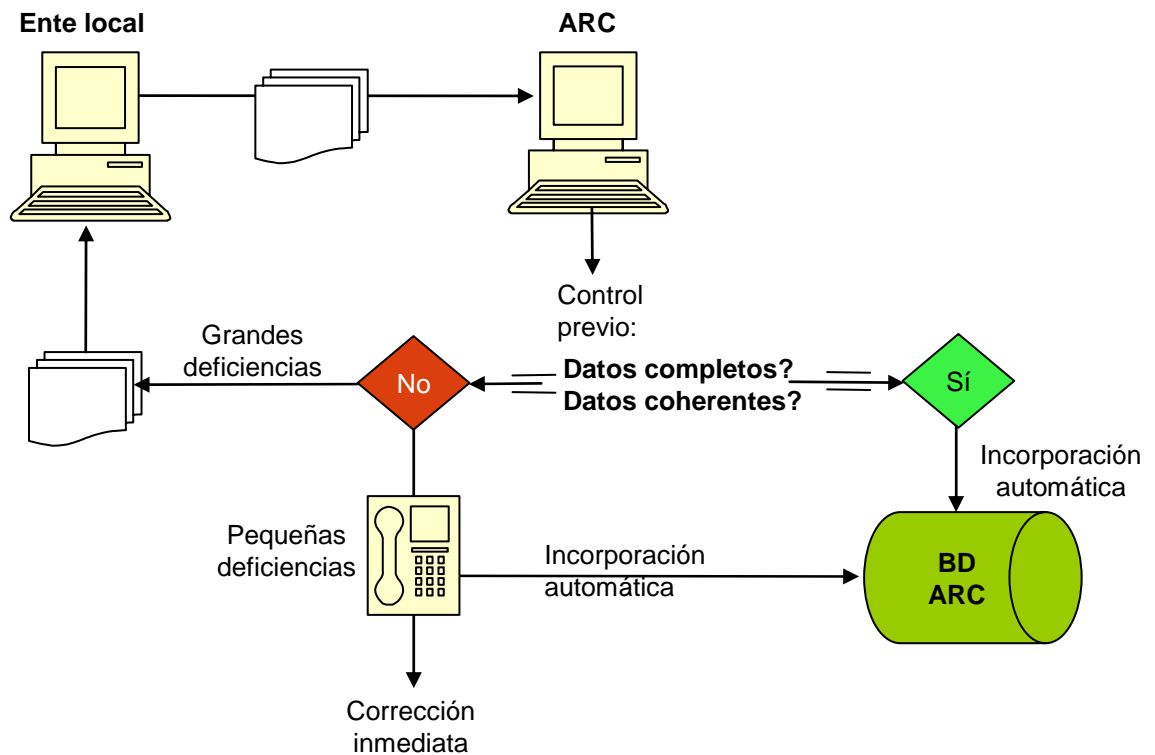 Ente local
ARC
Control
previo:
Grandes
deficiencias
No
Datos completos?
Datos coherentes?
Sí
Incorporación
automática
Pequeñas
deficiencias
Incorporación
automática
BD
ARC
Corrección
inmediata